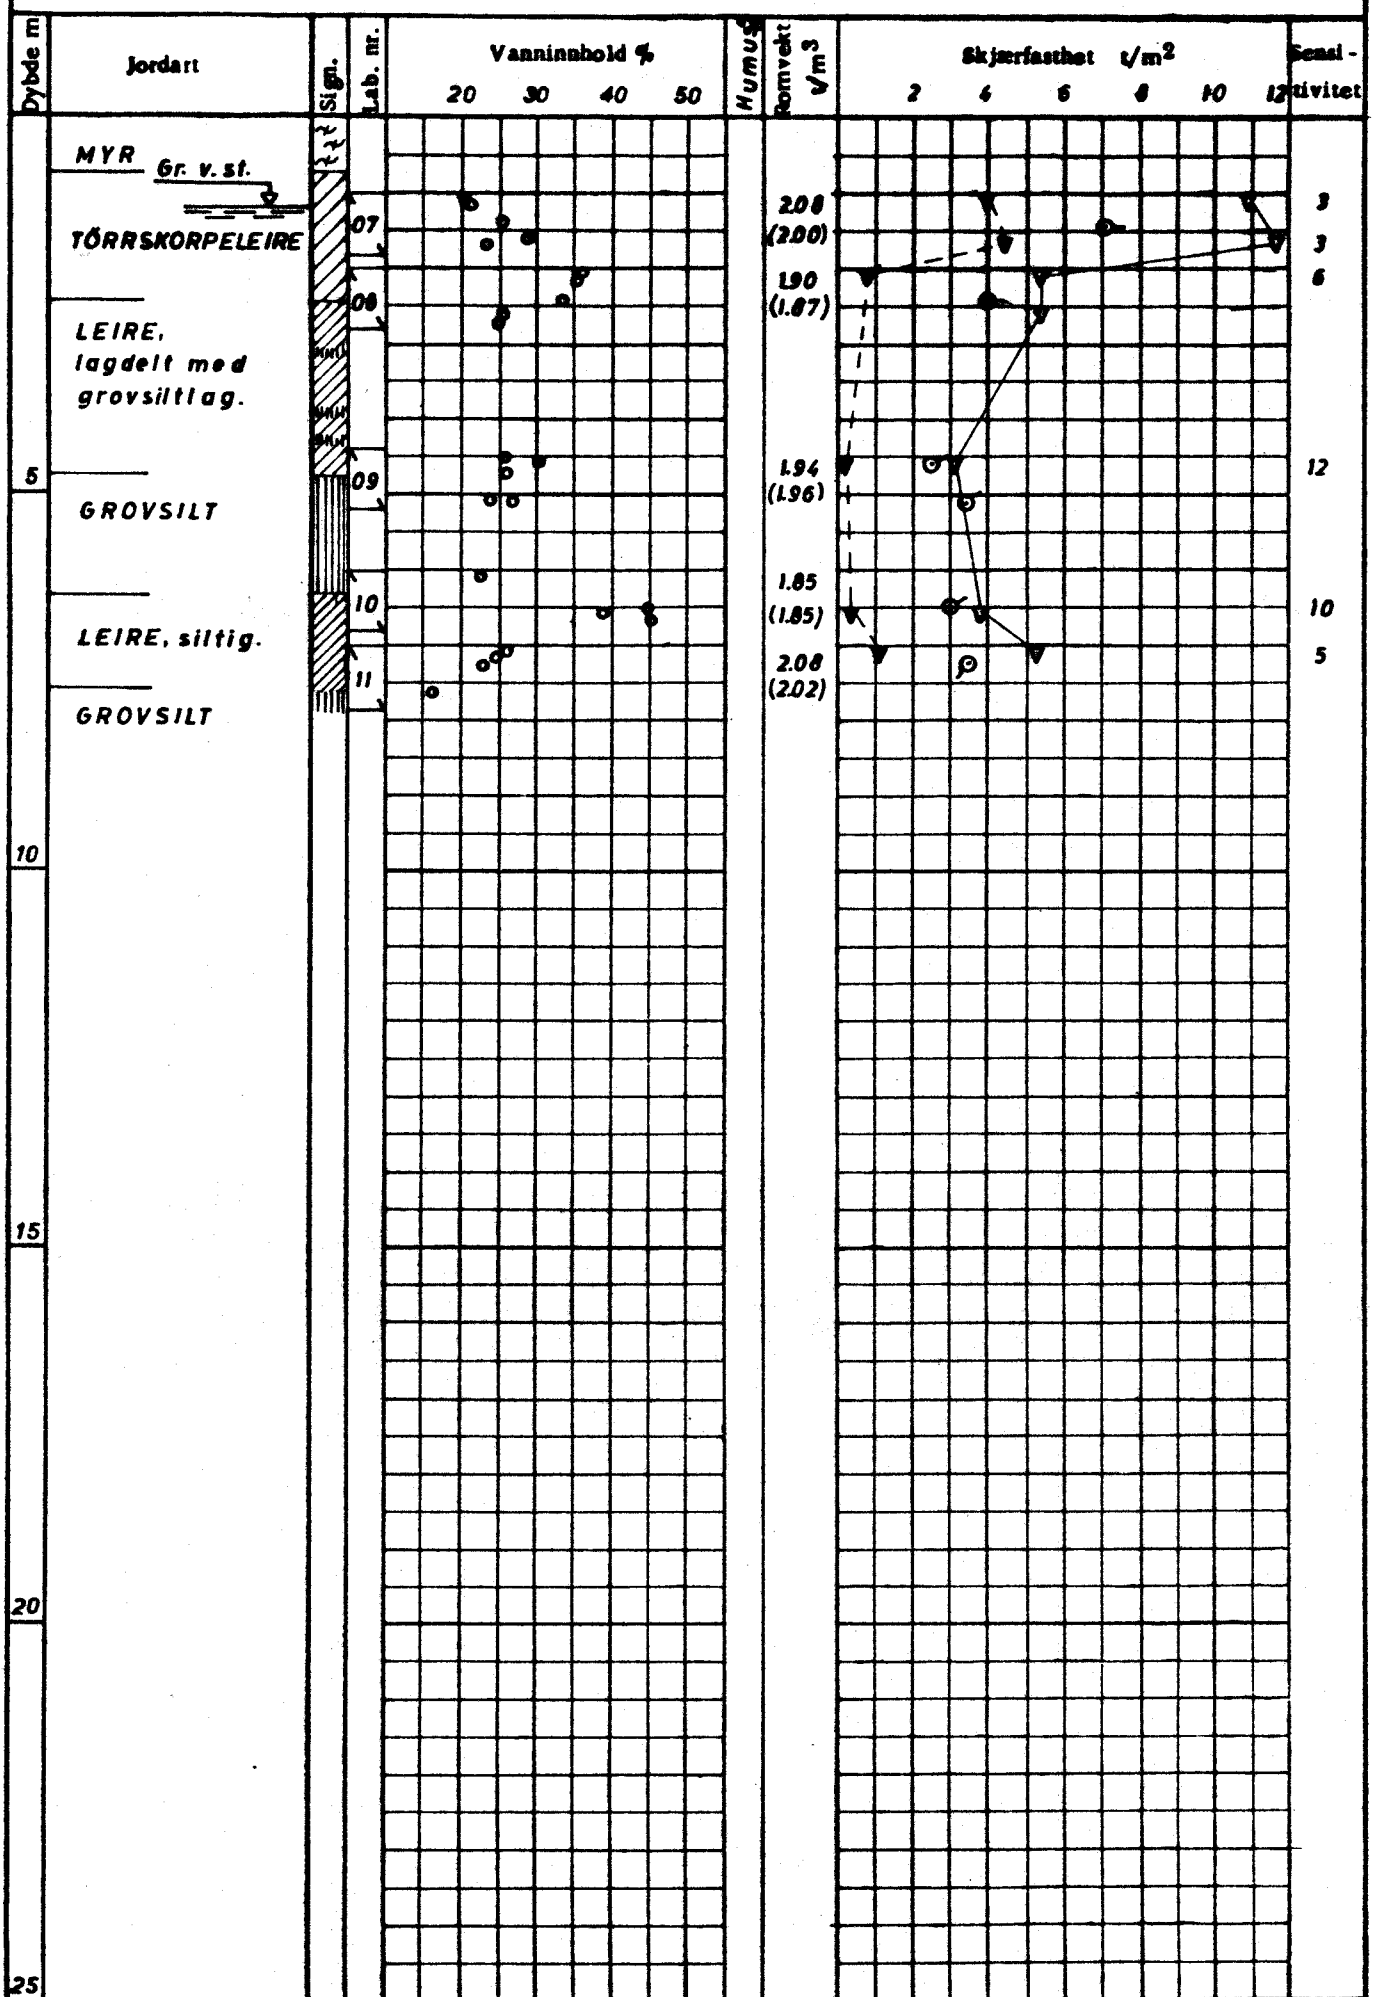 Dybde m
Jordart
Sign.
Lab. nr.
Vanninnhold %
20 30 40 50
Humus
Romvekt t/m³
Skjærfasthet t/m²
2 4 6 8 10 12
Sensi-
tivitet
MYR
Gr. v. st.
TÖRRSKORPELEIRE
LEIRE,
lagdelt med
grovsiltlag.
GROVSILT
LEIRE, siltig.
GROVSILT
07
08
09
10
11
2.08
(2.00)
1.90
(1.87)
1.94
(1.96)
1.85
(1.85)
2.08
(2.02)
3
3
6
12
10
5
5
10
15
20
25